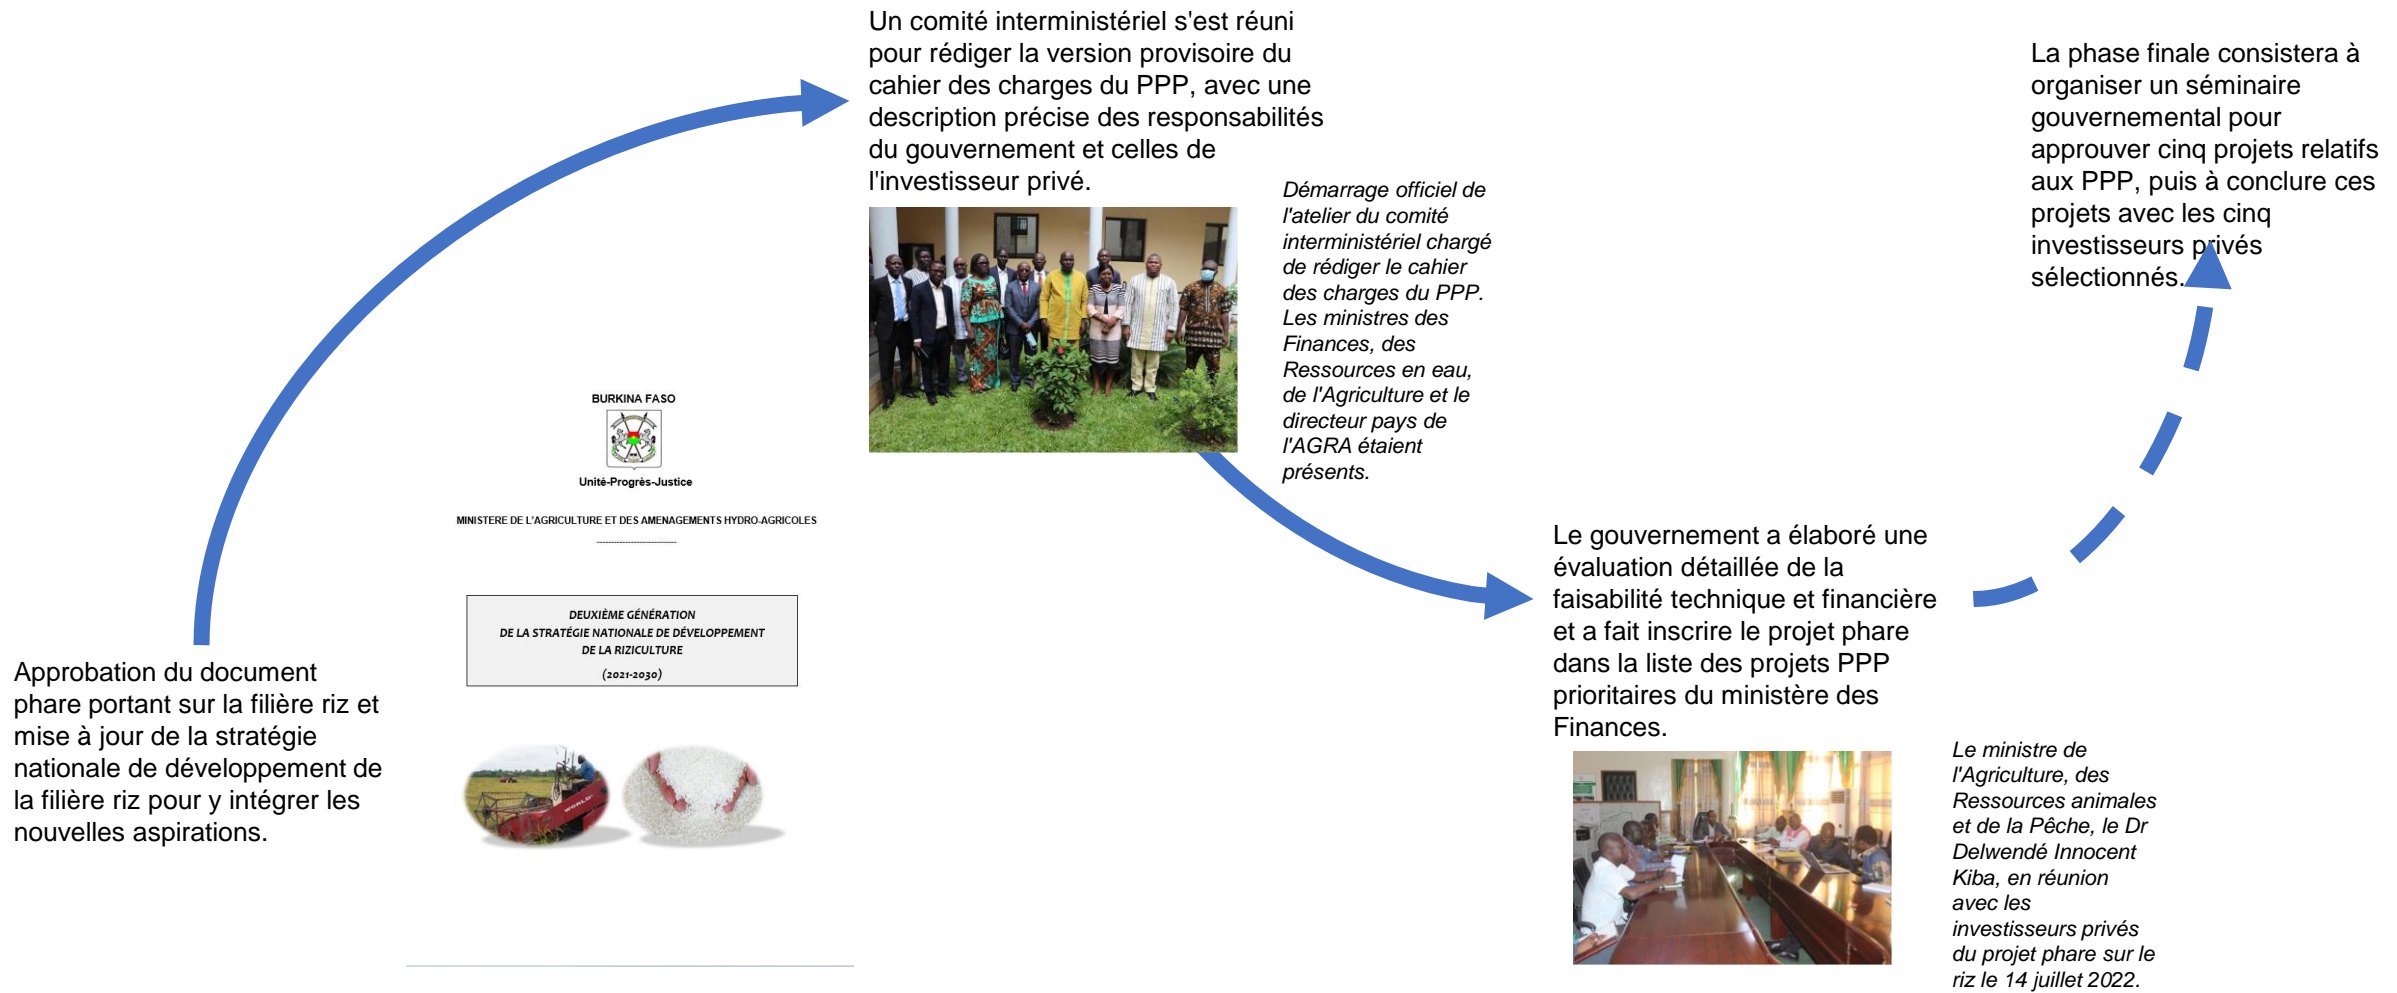 Approbation du document
phare portant sur la filière riz et
mise à jour de la stratégie
nationale de développement de
la filière riz pour y intégrer les
nouvelles aspirations.
BURKINA FASO
Unité-Progrès-Justice
MINISTERE DE L'AGRICULTURE ET DES AMENAGEMENTS HYDRO-AGRICOLES
----------------------------
DEUXIÈME GÉNÉRATION
DE LA STRATÉGIE NATIONALE DE DÉVELOPPEMENT
DE LA RIZICULTURE
(2021-2030)
WORLD
Un comité interministériel s'est réuni
pour rédiger la version provisoire du
cahier des charges du PPP, avec une
description précise des responsabilités
du gouvernement et celles de
l'investisseur privé.
Démarrage officiel de
l'atelier du comité
interministériel chargé
de rédiger le cahier
des charges du PPP.
Les ministres des
Finances, des
Ressources en eau,
de l'Agriculture et le
directeur pays de
l'AGRA étaient
présents.
Le gouvernement a élaboré une
évaluation détaillée de la
faisabilité technique et financière
et a fait inscrire le projet phare
dans la liste des projets PPP
prioritaires du ministère des
Finances.
Le ministre de
l'Agriculture, des
Ressources animales
et de la Pêche, le Dr
Delwendé Innocent
Kiba, en réunion
avec les
investisseurs privés
du projet phare sur le
riz le 14 juillet 2022.
La phase finale consistera à
organiser un séminaire
gouvernemental pour
approuver cinq projets relatifs
aux PPP, puis à conclure ces
projets avec les cinq
investisseurs privés
sélectionnés.